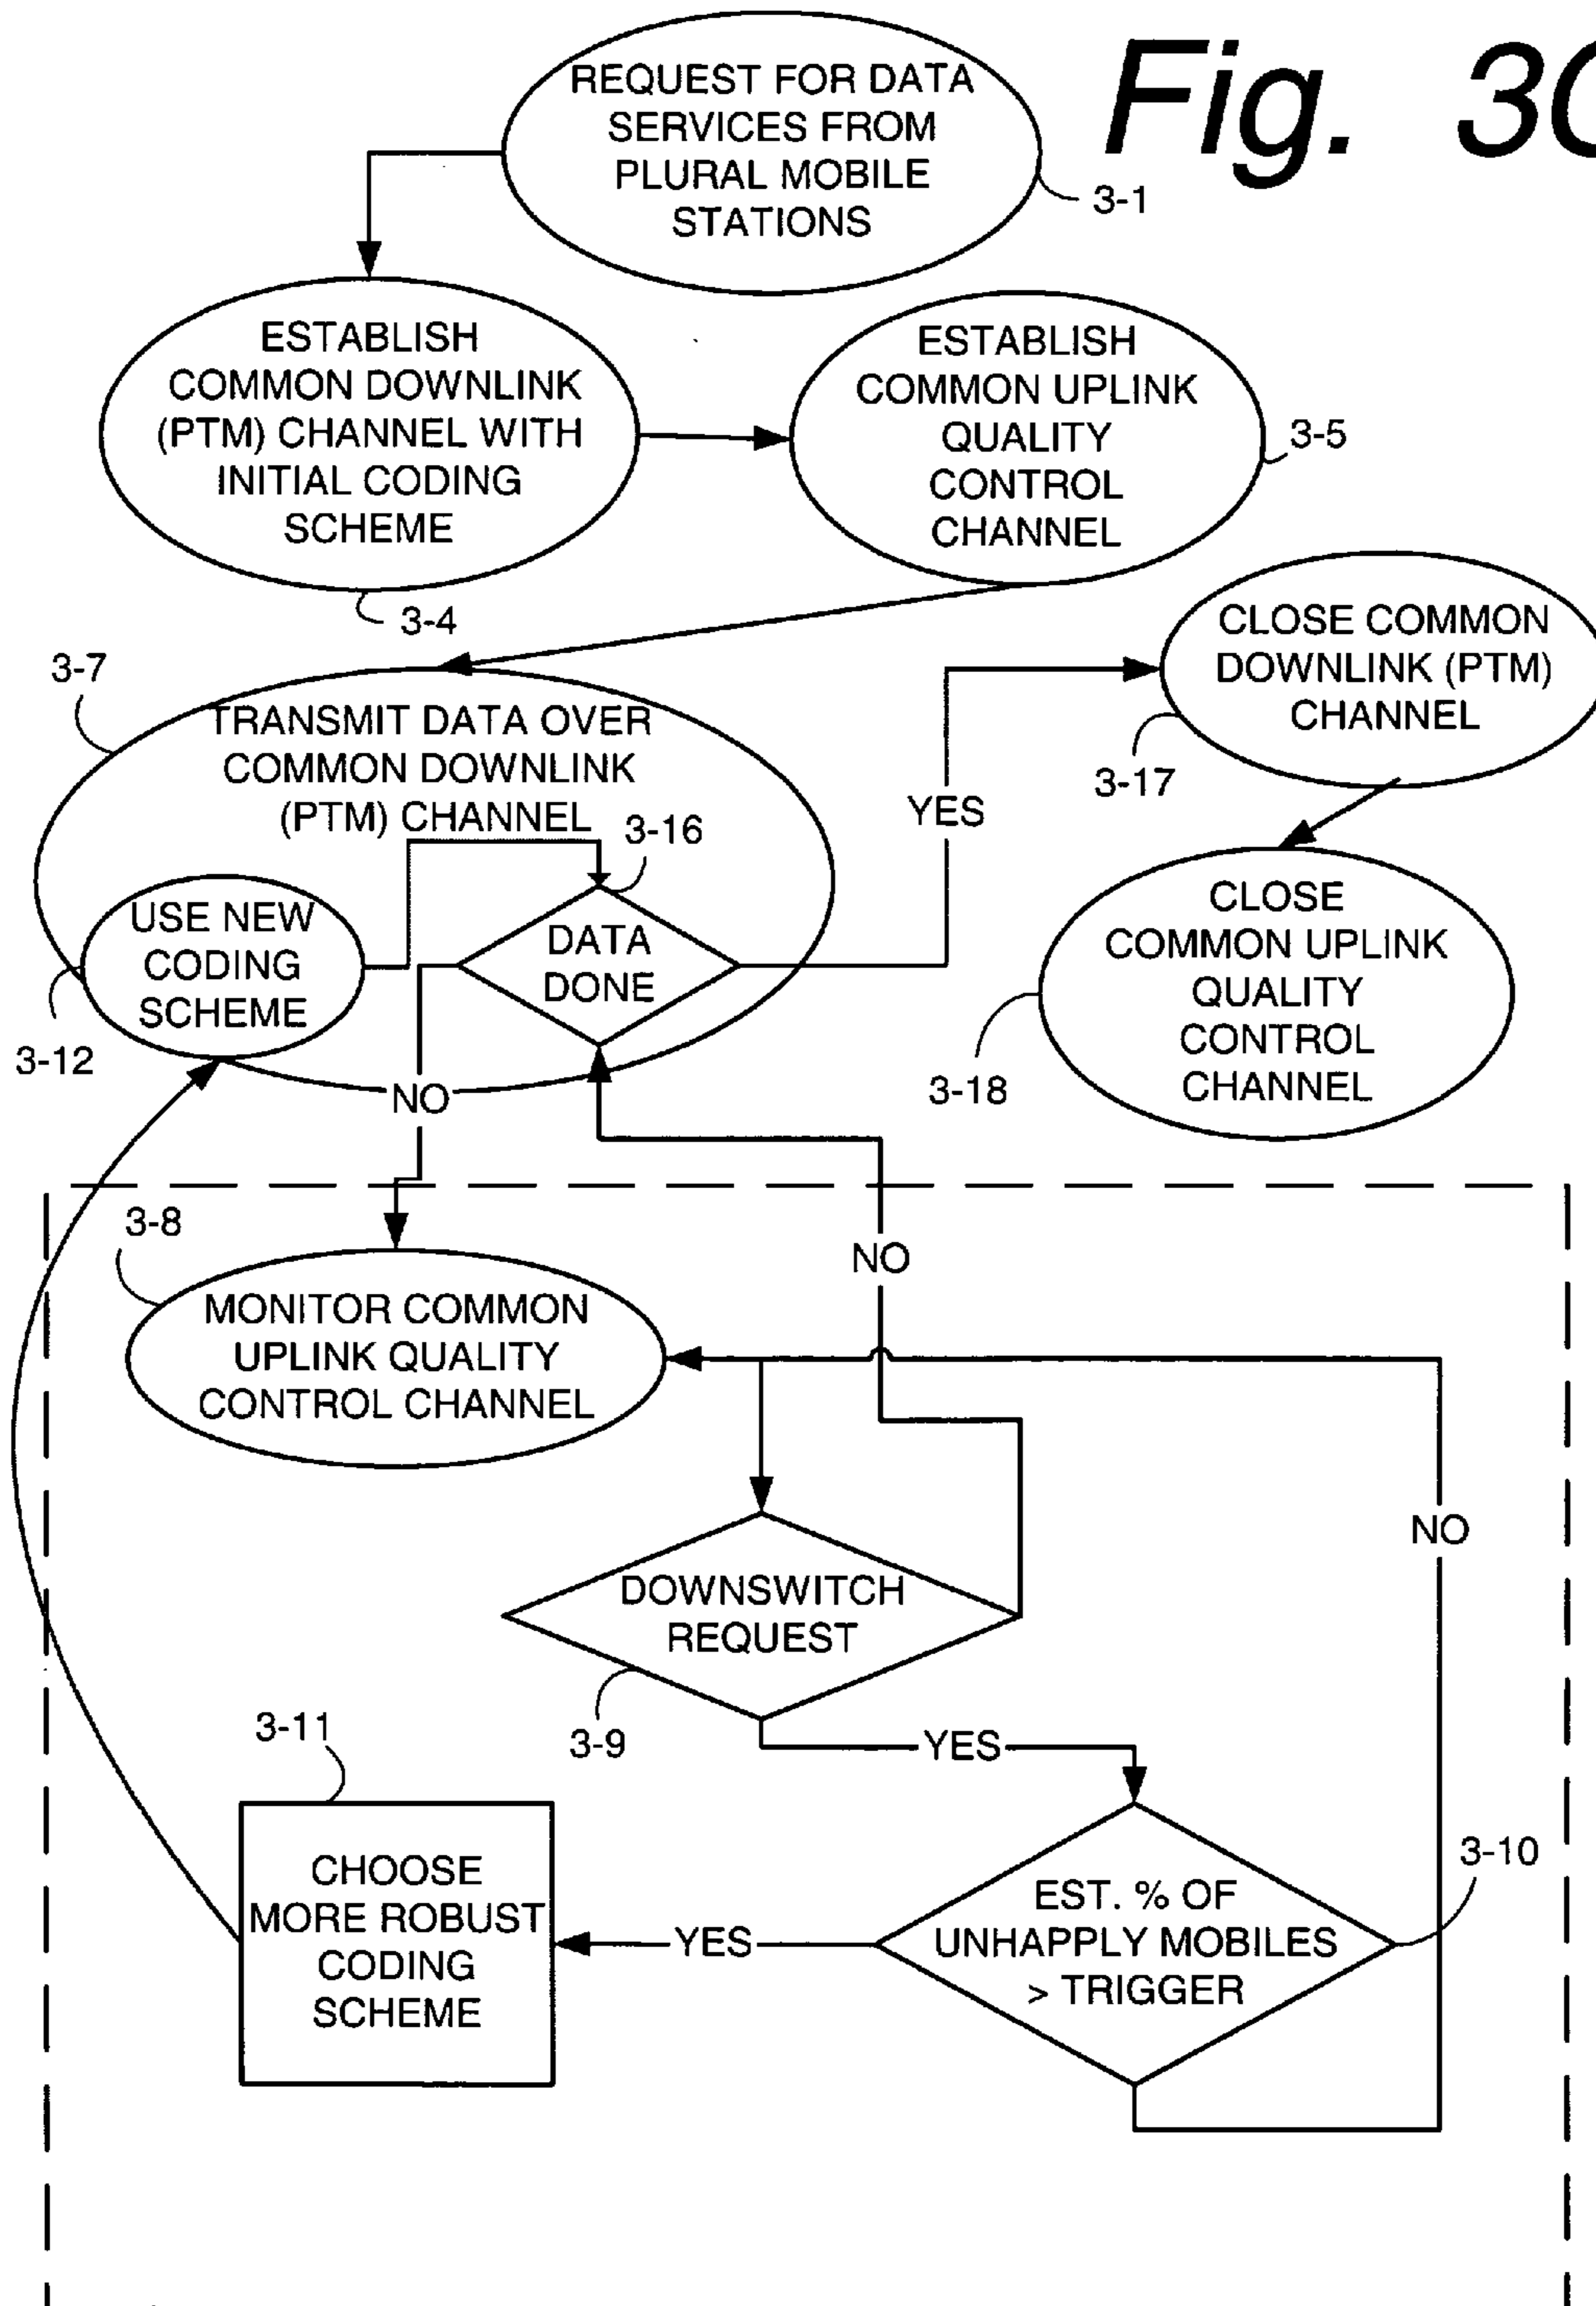 Fig. 3
REQUEST FOR DATA
SERVICES FROM
PLURAL MOBILE
STATIONS
3-1
ESTABLISH
COMMON DOWNLINK
(PTM) CHANNEL WITH
INITIAL CODING
SCHEME
3-4
ESTABLISH
COMMON UPLINK
QUALITY
CONTROL
CHANNEL
3-5
3-7
TRANSMIT DATA OVER
COMMON DOWNLINK
(PTM) CHANNEL
3-16
USE NEW
CODING
SCHEME
3-12
DATA
DONE
YES
NO
CLOSE COMMON
DOWNLINK (PTM)
CHANNEL
3-17
CLOSE
COMMON UPLINK
QUALITY
CONTROL
CHANNEL
3-18
3-8
MONITOR COMMON
UPLINK QUALITY
CONTROL CHANNEL
NO
DOWNSWITCH
REQUEST
3-9
YES
NO
3-11
CHOOSE
MORE ROBUST
CODING
SCHEME
YES
EST. % OF
UNHAPPLY MOBILES
> TRIGGER
3-10